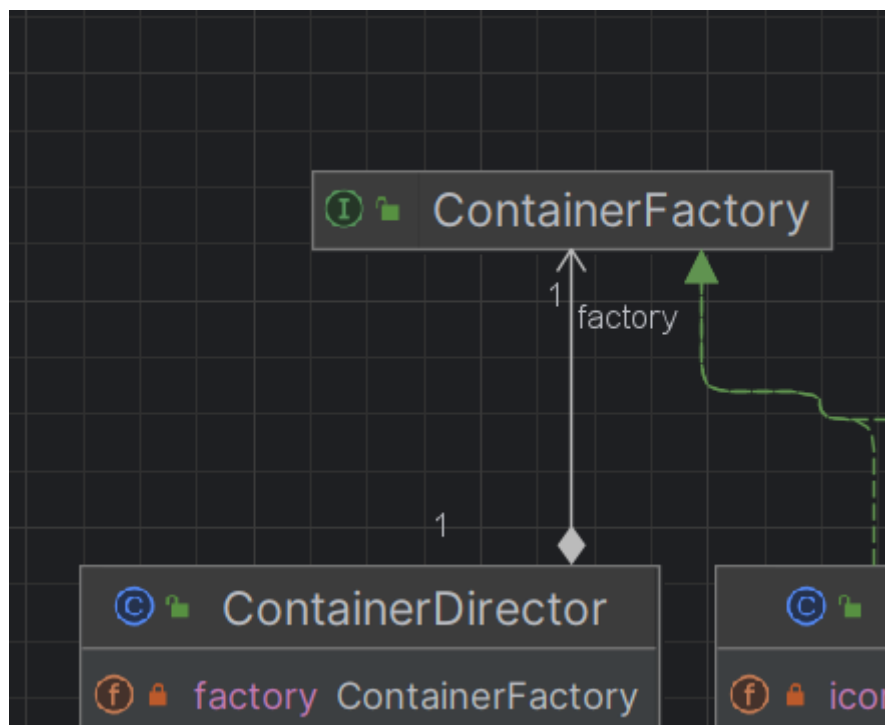 I ContainerFactory
1
factory
1
C ContainerDirector
C
f factory ContainerFactory
f